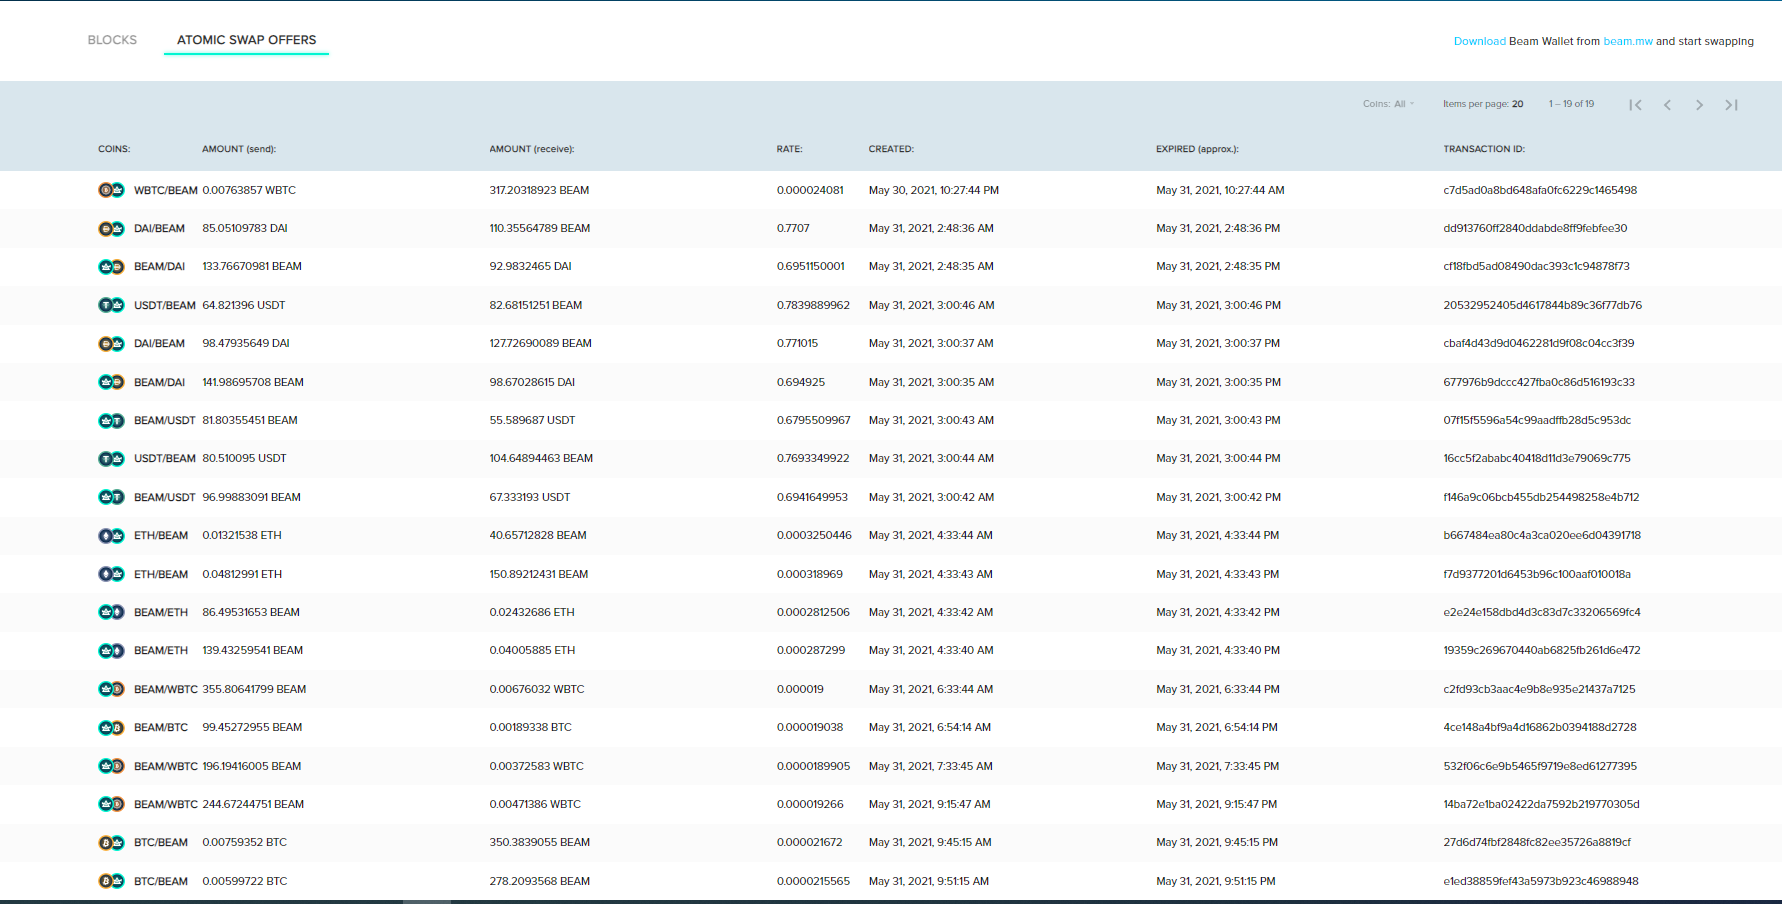 BLOCKS ATOMIC SWAP OFFERS Download Beam Wallet from beam.mw and start swapping
Coins: All Items per page: 20 1 – 19 of 19
COINS: AMOUNT (send): AMOUNT (receive): RATE: CREATED: EXPIRED (approx.): TRANSACTION ID:
WBTC/BEAM 0.00763857 WBTC 317.20318923 BEAM 0.000024081 May 30, 2021, 10:27:44 PM May 31, 2021, 10:27:44 AM c7d5ad0a8bd648afa0fc6229c1465498
DAI/BEAM 85.05109783 DAI 110.35564789 BEAM 0.7707 May 31, 2021, 2:48:36 AM May 31, 2021, 2:48:36 PM dd913760ff2840ddabde8ff9febfee30
BEAM/DAI 133.76670981 BEAM 92.9832465 DAI 0.6951150001 May 31, 2021, 2:48:35 AM May 31, 2021, 2:48:35 PM cf18fbd5ad08490dac393c1c94878f73
USDT/BEAM 64.821396 USDT 82.68151251 BEAM 0.7839889962 May 31, 2021, 3:00:46 AM May 31, 2021, 3:00:46 PM 20532952405d4617844b89c36f77db76
DAI/BEAM 98.47935649 DAI 127.72690089 BEAM 0.771015 May 31, 2021, 3:00:37 AM May 31, 2021, 3:00:37 PM cbaf4d43d9d0462281d9f08c04cc3f39
BEAM/DAI 141.98695708 BEAM 98.67028615 DAI 0.694925 May 31, 2021, 3:00:35 AM May 31, 2021, 3:00:35 PM 677976b9dccc427fba0c86d516193c33
BEAM/USDT 81.80355451 BEAM 55.589687 USDT 0.6795509967 May 31, 2021, 3:00:43 AM May 31, 2021, 3:00:43 PM 07f15f5596a54c99aadffb28d5c953dc
USDT/BEAM 80.510095 USDT 104.64894463 BEAM 0.7693349922 May 31, 2021, 3:00:44 AM May 31, 2021, 3:00:44 PM 16cc5f2ababc40418d11d3e79069c775
BEAM/USDT 96.99883091 BEAM 67.333193 USDT 0.6941649953 May 31, 2021, 3:00:42 AM May 31, 2021, 3:00:42 PM f146a9c06bcb455db254498258e4b712
ETH/BEAM 0.01321538 ETH 40.65712828 BEAM 0.0003250446 May 31, 2021, 4:33:44 AM May 31, 2021, 4:33:44 PM b667484ea80c4a3ca020ee6d04391718
ETH/BEAM 0.04812991 ETH 150.89212431 BEAM 0.000318969 May 31, 2021, 4:33:43 AM May 31, 2021, 4:33:43 PM f7d9377201d6453b96c100aaf010018a
BEAM/ETH 86.49531653 BEAM 0.02432686 ETH 0.0002812506 May 31, 2021, 4:33:42 AM May 31, 2021, 4:33:42 PM e2e24e158dbd4d3c83d7c33206569fc4
BEAM/ETH 139.43259541 BEAM 0.04005885 ETH 0.000287299 May 31, 2021, 4:33:40 AM May 31, 2021, 4:33:40 PM 19359c269670440ab6825fb261d6e472
BEAM/WBTC 355.80641799 BEAM 0.00676032 WBTC 0.000019 May 31, 2021, 6:33:44 AM May 31, 2021, 6:33:44 PM c2fd93cb3aac4e9b8e935e21437a7125
BEAM/BTC 99.45272955 BEAM 0.00189338 BTC 0.000019038 May 31, 2021, 6:54:14 AM May 31, 2021, 6:54:14 PM 4ce148a4bf9a4d16862b0394188d2728
BEAM/WBTC 196.19416005 BEAM 0.00372583 WBTC 0.0000189905 May 31, 2021, 7:33:45 AM May 31, 2021, 7:33:45 PM 532f06c6e9b5465f9719e8ed61277395
BEAM/WBTC 244.67244751 BEAM 0.00471386 WBTC 0.000019266 May 31, 2021, 9:15:47 AM May 31, 2021, 9:15:47 PM 14ba72e1ba02422da7592b219770305d
BTC/BEAM 0.00759352 BTC 350.3839055 BEAM 0.000021672 May 31, 2021, 9:45:15 AM May 31, 2021, 9:45:15 PM 27d6d74fbf2848fc82ee35726a8819cf
BTC/BEAM 0.00599722 BTC 278.2093568 BEAM 0.0000215565 May 31, 2021, 9:51:15 AM May 31, 2021, 9:51:15 PM e1ed38859fef43a5973b923c46988948